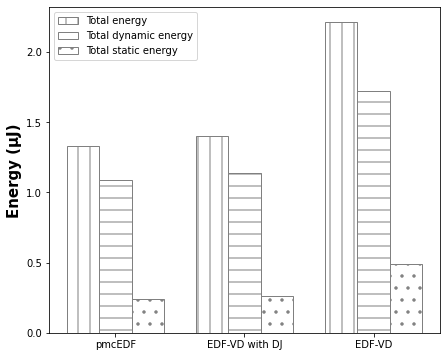 Total energy
Total dynamic energy
Total static energy
Energy (μJ)
2.0
1.5
1.0
0.5
0.0
pmcEDF
EDF-VD with DJ
EDF-VD